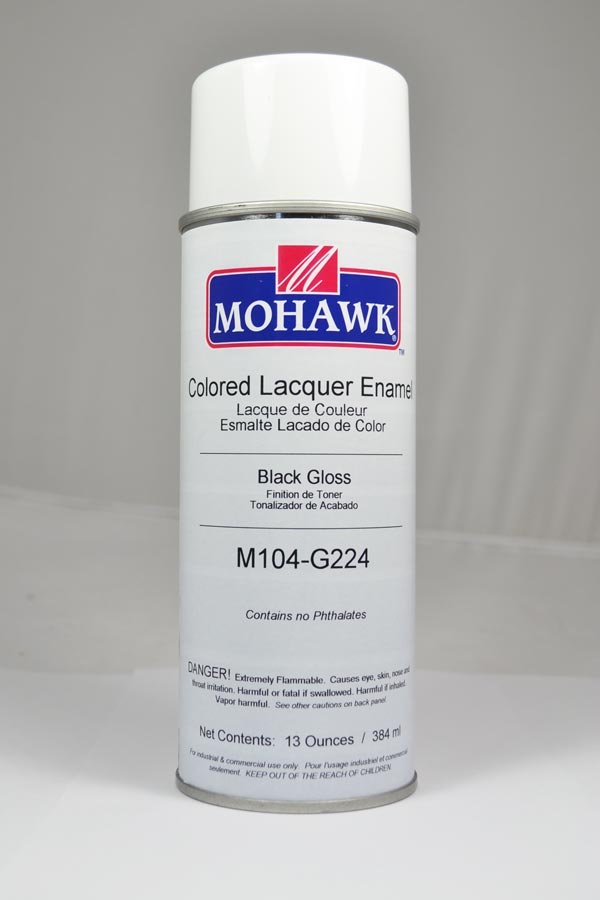 M
MOHAWK®
™
Colored Lacquer Enamel
Lacque de Couleur
Esmalte Lacado de Color
Black Gloss
Finition de Toner
Tonalizador de Acabado
M104-G224
Contains no Phthalates
DANGER! Extremely Flammable. Causes eye, skin, nose and
throat irritation. Harmful or fatal if swallowed. Harmful if inhaled.
Vapor harmful. See other cautions on back panel.
Net Contents: 13 Ounces / 384 ml
For industrial & commercial use only. Pour l'usage industriel et commercial
seulement. KEEP OUT OF THE REACH OF CHILDREN